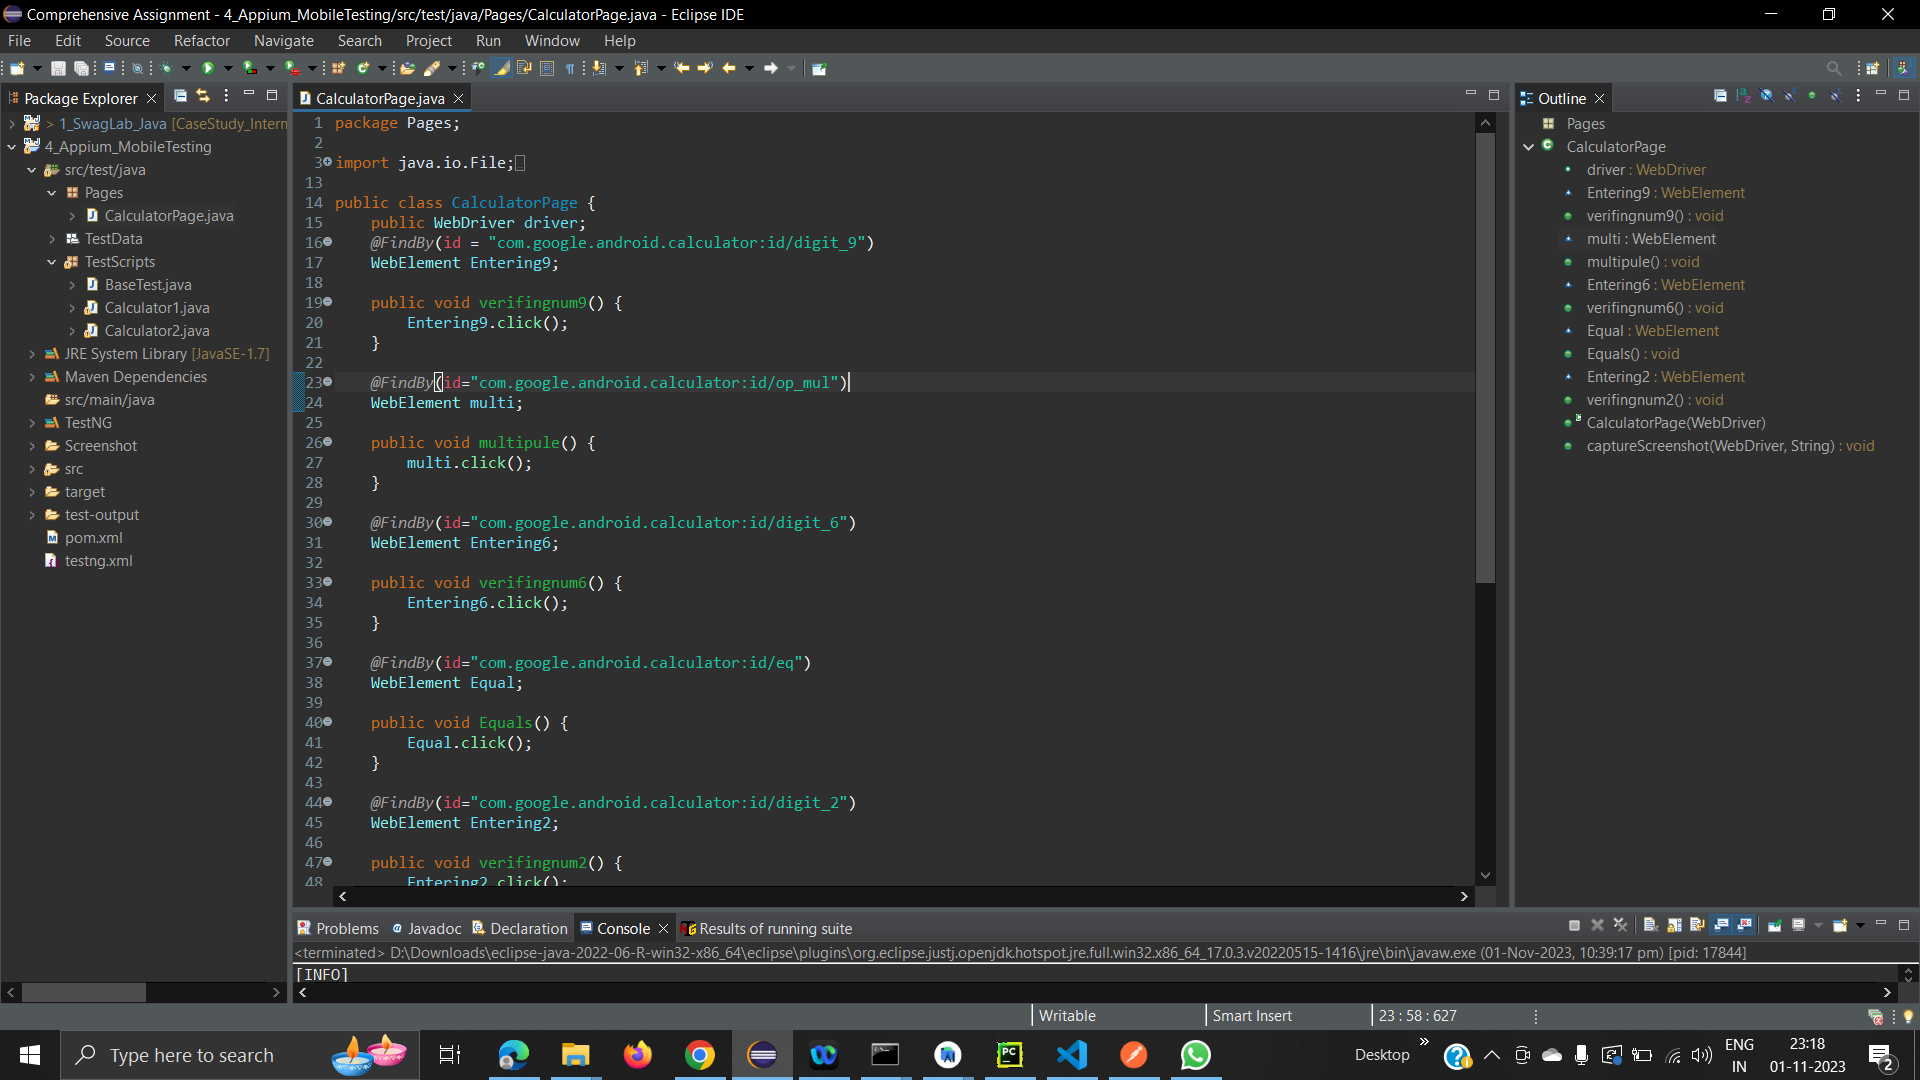 Comprehensive Assignment - 4_Appium_MobileTesting/src/test/java/Pages/CalculatorPage.java - Eclipse IDE
File Edit Source Refactor Navigate Search Project Run Window Help
Package Explorer
> 1_SwagLab_Java [CaseStudy_Intern
4_Appium_MobileTesting
src/test/java
Pages
CalculatorPage.java
TestData
TestScripts
BaseTest.java
Calculator1.java
Calculator2.java
JRE System Library [JavaSE-1.7]
Maven Dependencies
src/main/java
TestNG
Screenshot
src
target
test-output
pom.xml
testng.xml
CalculatorPage.java
1 package Pages;
2
3 import java.io.File;
13
14 public class CalculatorPage {
15 public WebDriver driver;
16 @FindBy(id = "com.google.android.calculator:id/digit_9")
17 WebElement Entering9;
18
19 public void verifingnum9() {
20 Entering9.click();
21 }
22
23 @FindBy(id="com.google.android.calculator:id/op_mul")
24 WebElement multi;
25
26 public void multipule() {
27 multi.click();
28 }
29
30 @FindBy(id="com.google.android.calculator:id/digit_6")
31 WebElement Entering6;
32
33 public void verifingnum6() {
34 Entering6.click();
35 }
36
37 @FindBy(id="com.google.android.calculator:id/eq")
38 WebElement Equal;
39
40 public void Equals() {
41 Equal.click();
42 }
43
44 @FindBy(id="com.google.android.calculator:id/digit_2")
45 WebElement Entering2;
46
47 public void verifingnum2() {
48 Entering2.click();
Outline
Pages
CalculatorPage
driver : WebDriver
Entering9 : WebElement
verifingnum9() : void
multi : WebElement
multipule() : void
Entering6 : WebElement
verifingnum6() : void
Equal : WebElement
Equals() : void
Entering2 : WebElement
verifingnum2() : void
CalculatorPage(WebDriver)
captureScreenshot(WebDriver, String) : void
Problems @ Javadoc Declaration Console Results of running suite
<terminated> D:\Downloads\eclipse-java-2022-06-R-win32-x86_64\eclipse\plugins\org.eclipse.justj.openjdk.hotspot.jre.full.win32.x86_64_17.0.3.v20220515-1416\jre\bin\javaw.exe (01-Nov-2023, 10:39:17 pm) [pid: 17844]
[INFO]
Writable Smart Insert 23 : 58 : 627
Type here to search
Desktop
ENG
IN
23:18
01-11-2023
2